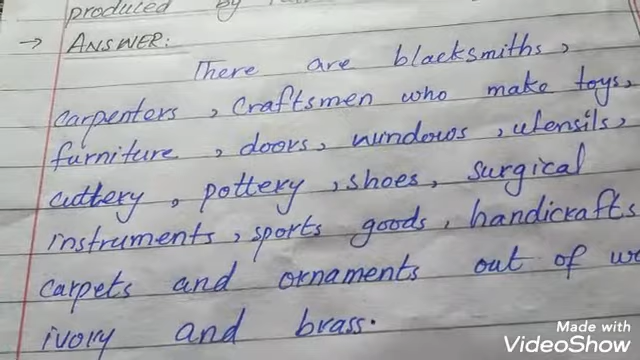 produced by
→ ANSWER:
There are blacksmiths,
carpenters, craftsmen who make toys,
furniture, doors, windows, utensils,
cuttery, pottery, shoes, surgical
instruments, sports goods, handicrafts
carpets and ornaments out of
ivory and brass.
Made with
VideoShow